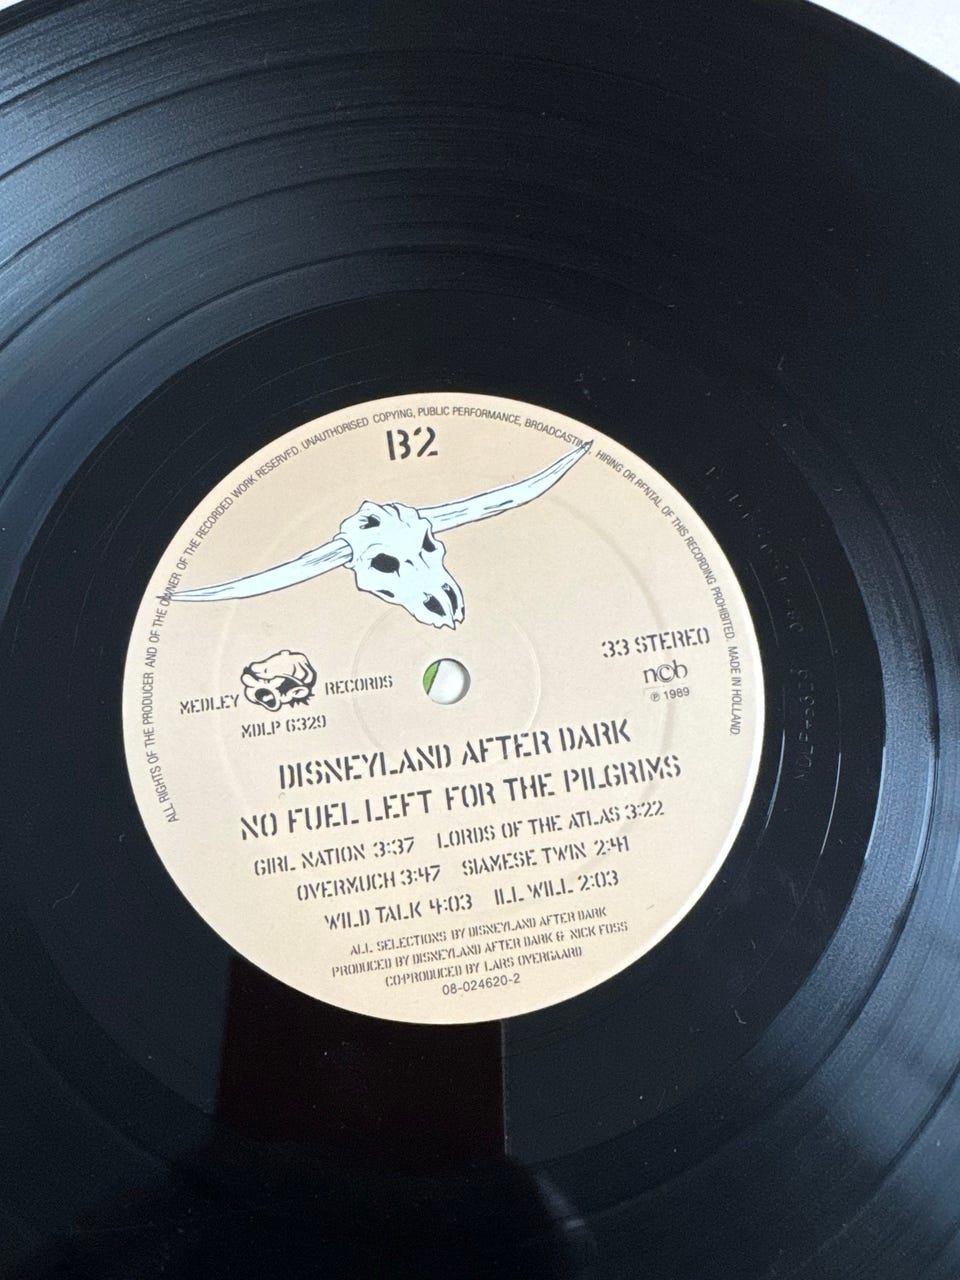 ALL RIGHTS OF THE PRODUCER AND OF THE OWNER OF THE RECORDED WORK RESERVED. UNAUTHORISED COPYING, PUBLIC PERFORMANCE, BROADCASTING, HIRING OR RENTAL OF THIS RECORDING PROHIBITED. MADE IN HOLLAND.
B2
33 STEREO
n©b
℗ 1989
MEDLEY RECORDS
MDLP 6329
DISNEYLAND AFTER DARK
NO FUEL LEFT FOR THE PILGRIMS
GIRL NATION 3:37 LORDS OF THE ATLAS 3:22
OVERMUCH 3:47 SIAMESE TWIN 2:41
WILD TALK 4:03 ILL WILL 2:03
ALL SELECTIONS BY DISNEYLAND AFTER DARK
PRODUCED BY DISNEYLAND AFTER DARK & NICK FOSS
CO-PRODUCED BY LARS OVERGAARD
08-024620-2